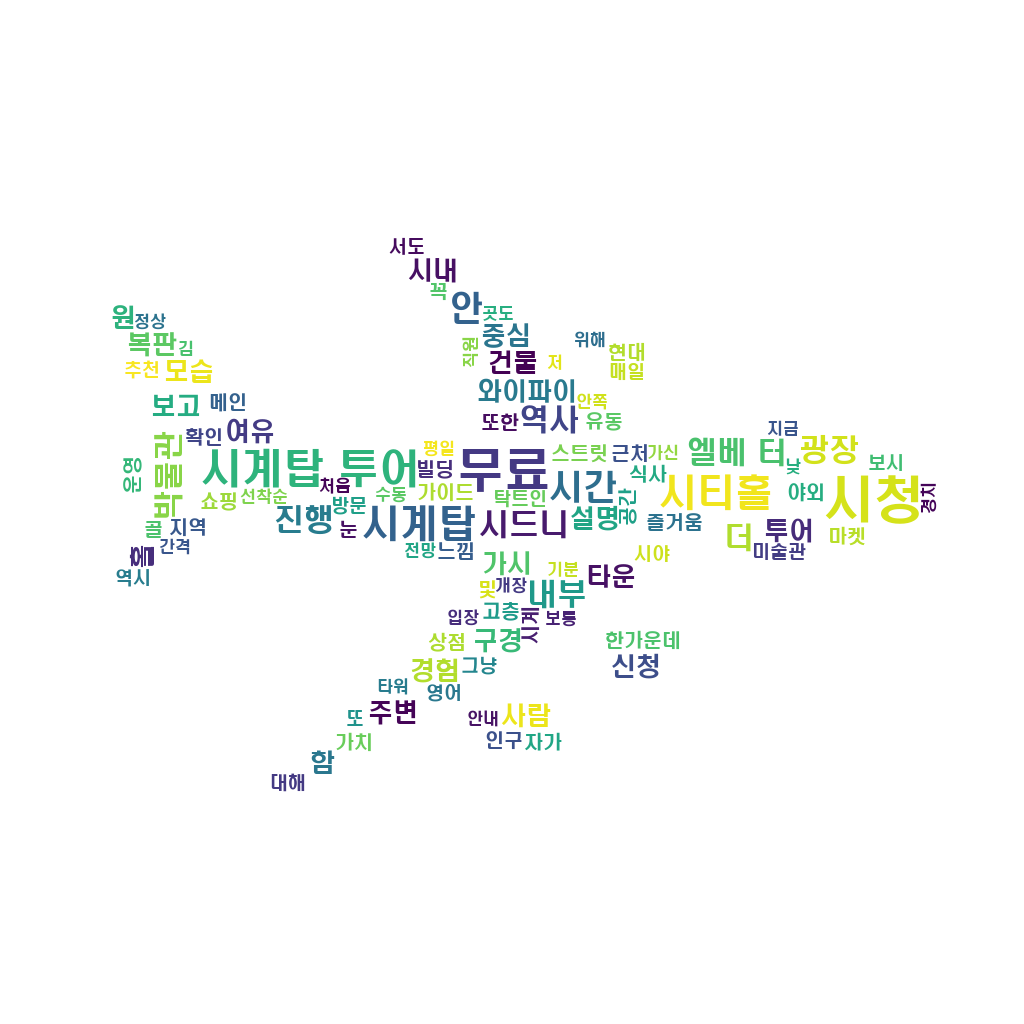 서도
시내
꼭
안
곳도
원
정상
중심
위해
복판
김
직원
건물
저
현대
매일
추천
모습
와이파이
안쪽
보고
메인
또한
역사
유동
지금
확인
여유
평일
스트릿
근처
가신
엘베 터
광장
박물관
운영
시계탑 투어
빌딩
무료
시간
식사
낮
보시
쇼핑
선착순
처음
수동
가이드
탁트인
공간
시티홀
야외
시청
경치
골
지역
진행
방문
눈
시계탑
시드니
설명
즐거움
더
투어
마켓
홀
간격
전망
느낌
시야
미술관
역시
가시
기분
타운
및
개장
내부
입장
고층
시계
보통
상점
구경
한가운데
경험
그냥
신청
타워
영어
또
주변
안내
사람
가치
인구
자가
함
대해